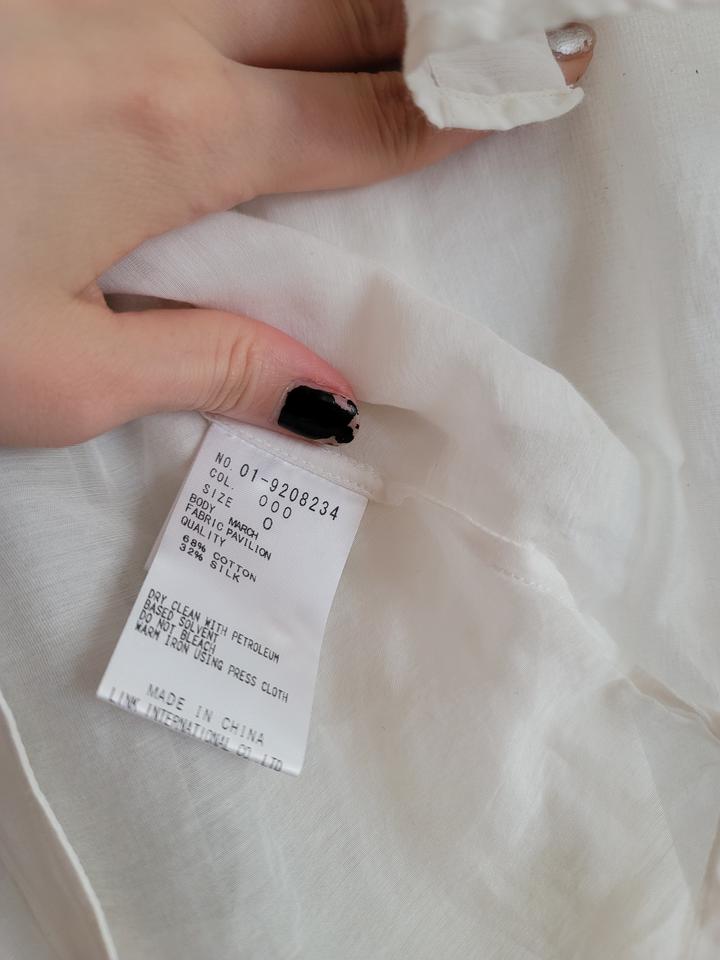 NO. 01-9208234
COL. 000
SIZE 0
BODY MARCH
FABRIC PAVILION
QUALITY
68% COTTON
32% SILK
DRY CLEAN WITH PETROLEUM
BASED SOLVENT
DO NOT BLEACH
WARM IRON USING PRESS CLOTH
MADE IN CHINA
LINK INTERNATIONAL CO.,LTD